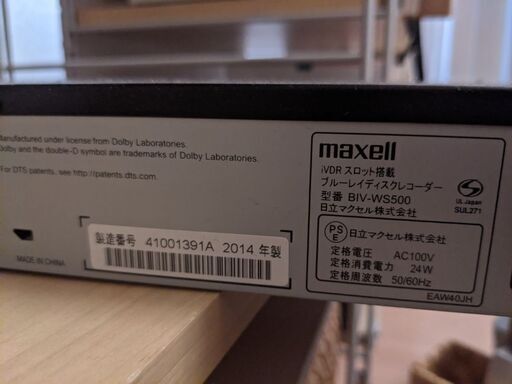 Manufactured under license from Dolby Laboratories.
Dolby and the double-D symbol are trademarks of Dolby Laboratories.
For DTS patents, see http://patents.dts.com.
MADE IN CHINA
製造番号 41001391A 2014 年製
maxell
iVDR スロット搭載
ブルーレイディスクレコーダー
型番 BIV-WS500
日立マクセル株式会社
UL Japan
SUL271
PS
E
日立マクセル株式会社
定格電圧 AC100V
定格消費電力 24W
定格周波数 50/60Hz
EAW40JH